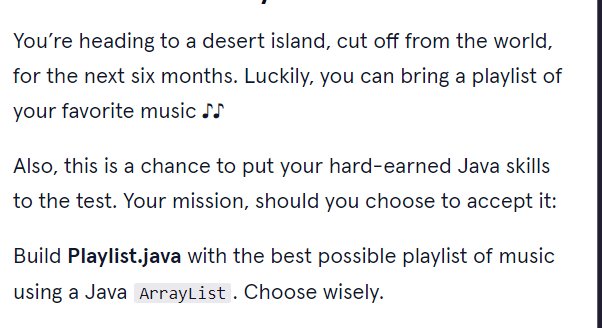 You’re heading to a desert island, cut off from the world,
for the next six months. Luckily, you can bring a playlist of
your favorite music ♪♪
Also, this is a chance to put your hard-earned Java skills
to the test. Your mission, should you choose to accept it:
Build Playlist.java with the best possible playlist of music
using a Java ArrayList. Choose wisely.